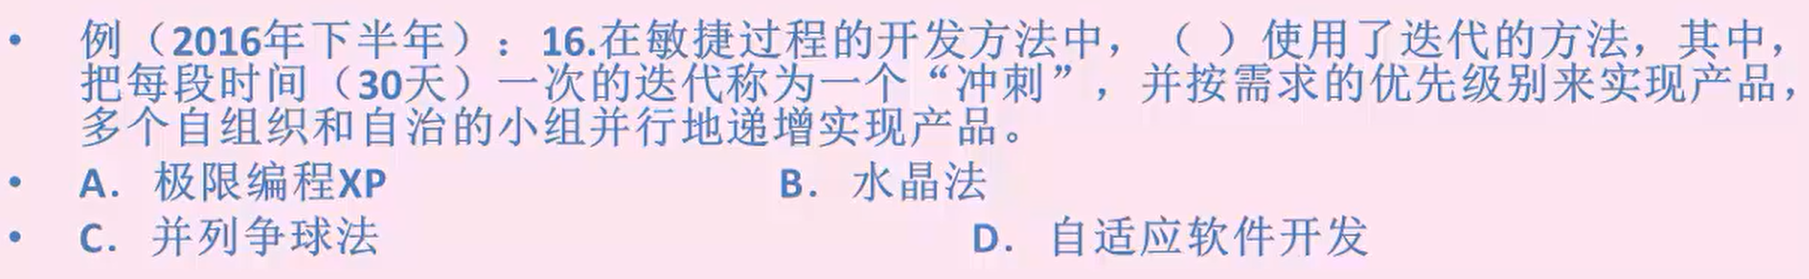 • 例（2016年下半年）：16.在敏捷过程的开发方法中，（ ）使用了迭代的方法，其中，
把每段时间（30天）一次的迭代称为一个“冲刺”，并按需求的优先级别来实现产品，
多个自组织和自治的小组并行地递增实现产品。
• A．极限编程XP B．水晶法
• C．并列争球法 D．自适应软件开发